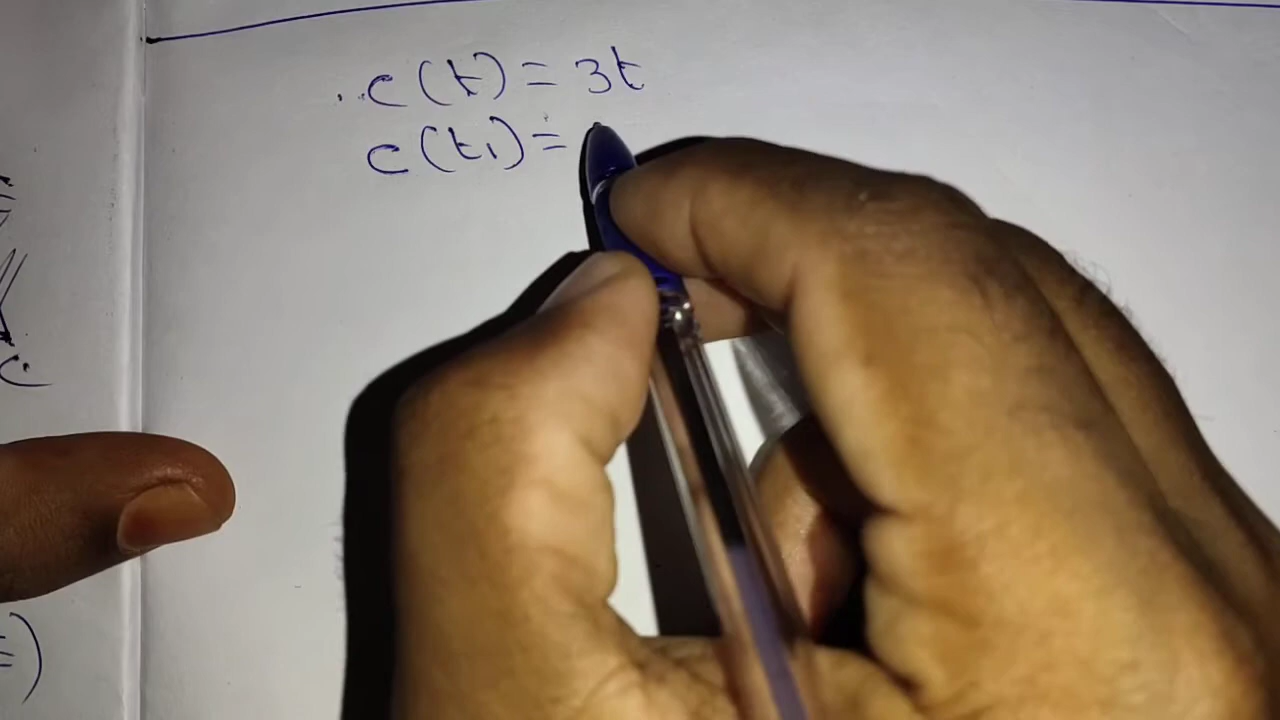 c(t) = 3t
c(t₁) =